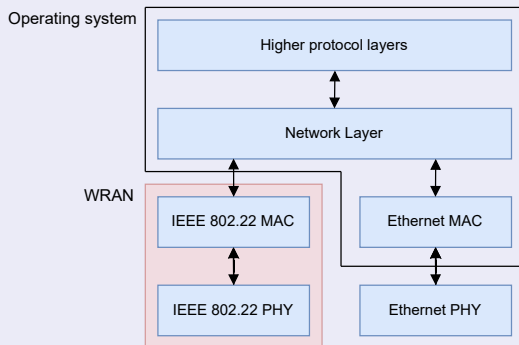 Operating system
Higher protocol layers
Network Layer
WRAN
IEEE 802.22 MAC
Ethernet MAC
IEEE 802.22 PHY
Ethernet PHY